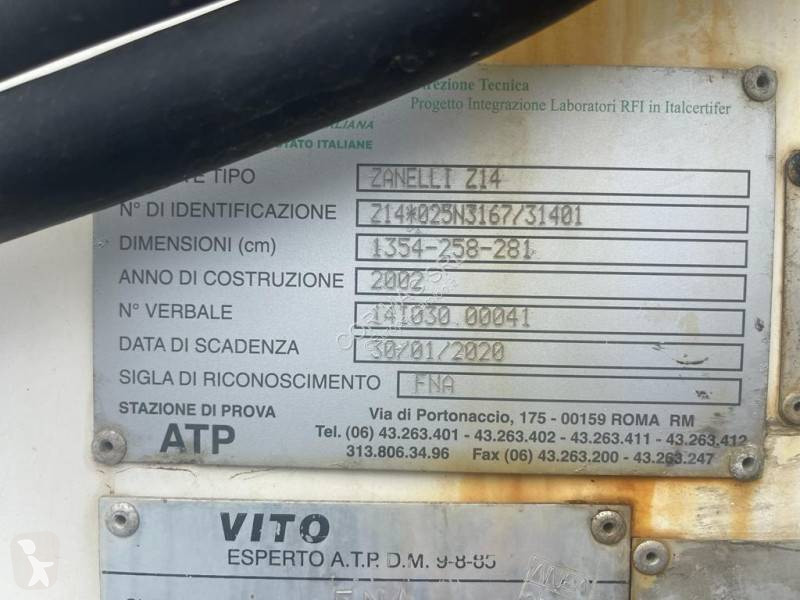 Tecnica
Progetto Integrazione Laboratori RFI in Italcertifer
ITALIANE
E TIPO ZANELLI Z14
N° DI IDENTIFICAZIONE Z14*025N3167/31401
DIMENSIONI (cm) 1354-258-281
ANNO DI COSTRUZIONE 2002
N° VERBALE 14I030 00041
DATA DI SCADENZA 30/01/2020
SIGLA DI RICONOSCIMENTO FNA
STAZIONE DI PROVA
ATP
Via di Portonaccio, 175 - 00159 ROMA RM
Tel. (06) 43.263.401 - 43.263.402 - 43.263.411 - 43.263.412
313.806.34.96 Fax (06) 43.263.200 - 43.263.247
VITO
ESPERTO A.T.P. D.M. 9-8-85